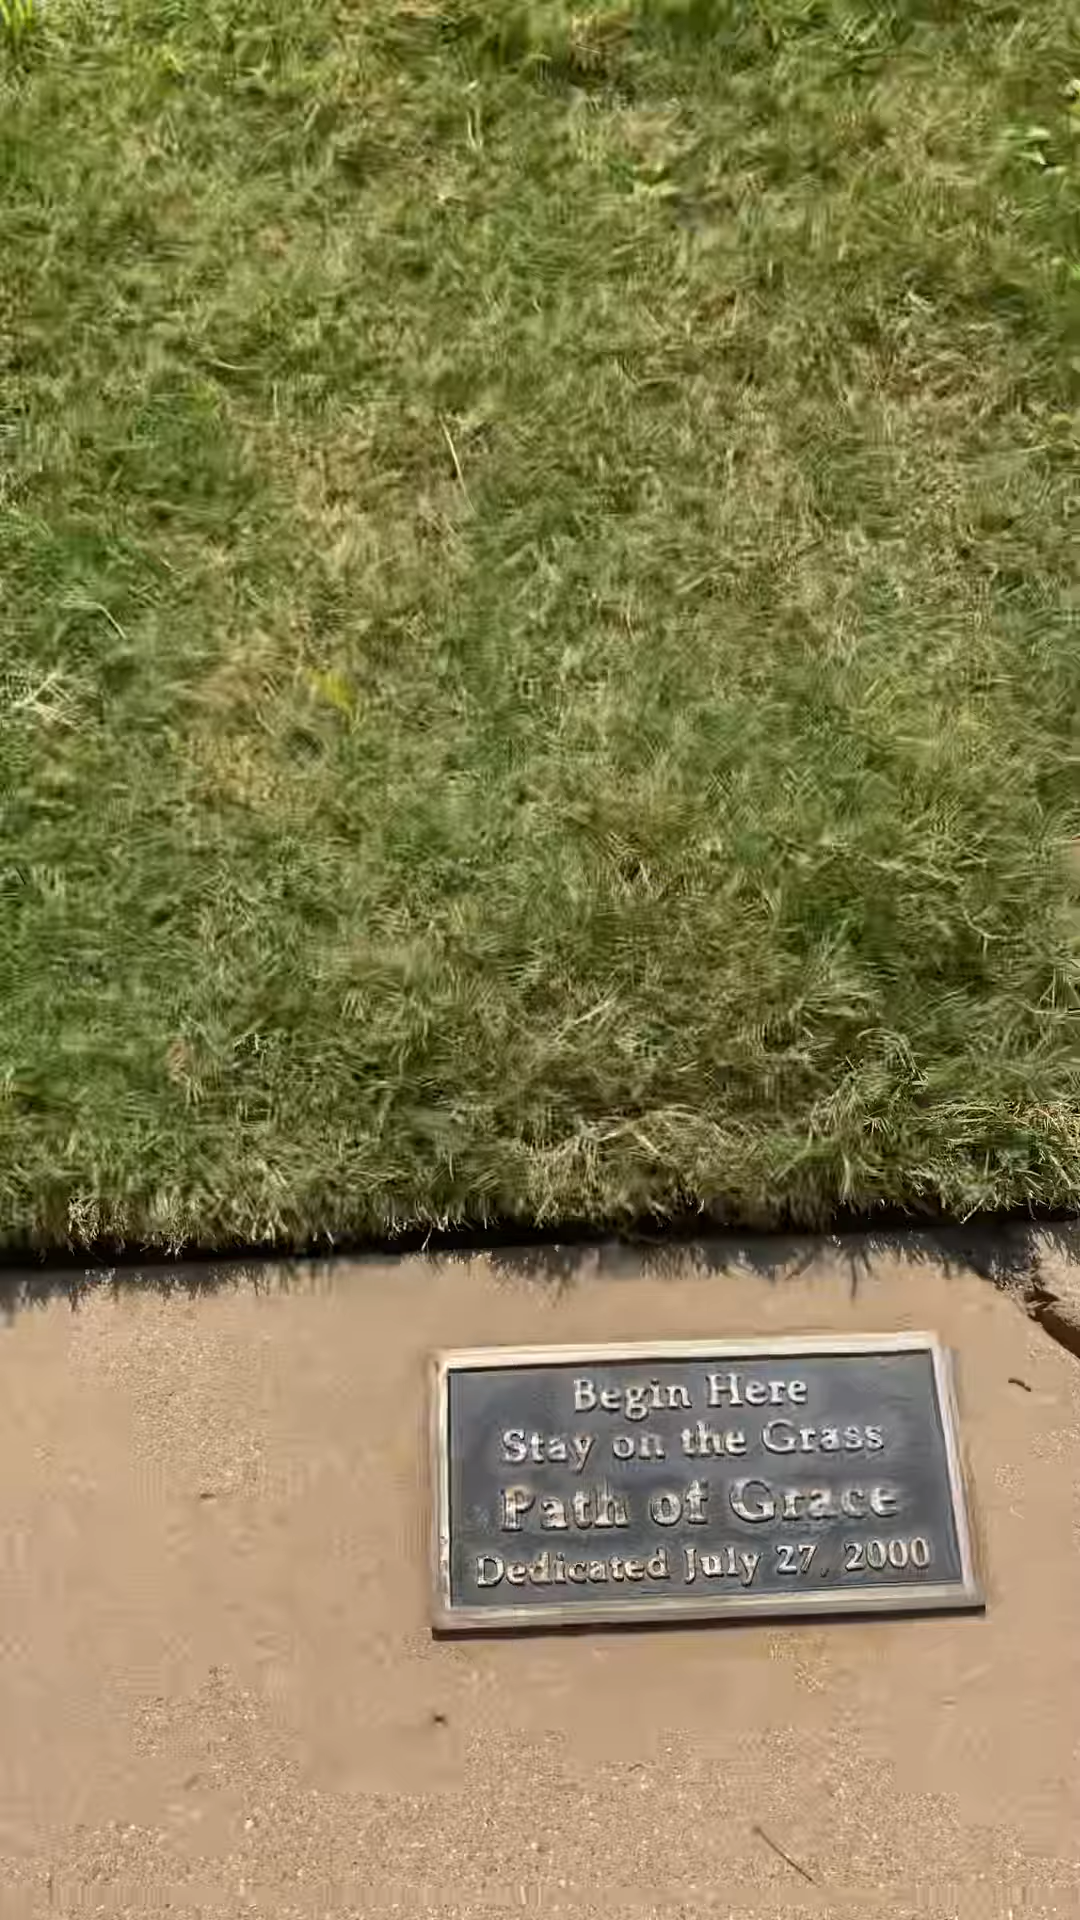 Begin Here
Stay on the Grass
Path of Grace
Dedicated July 27, 2000